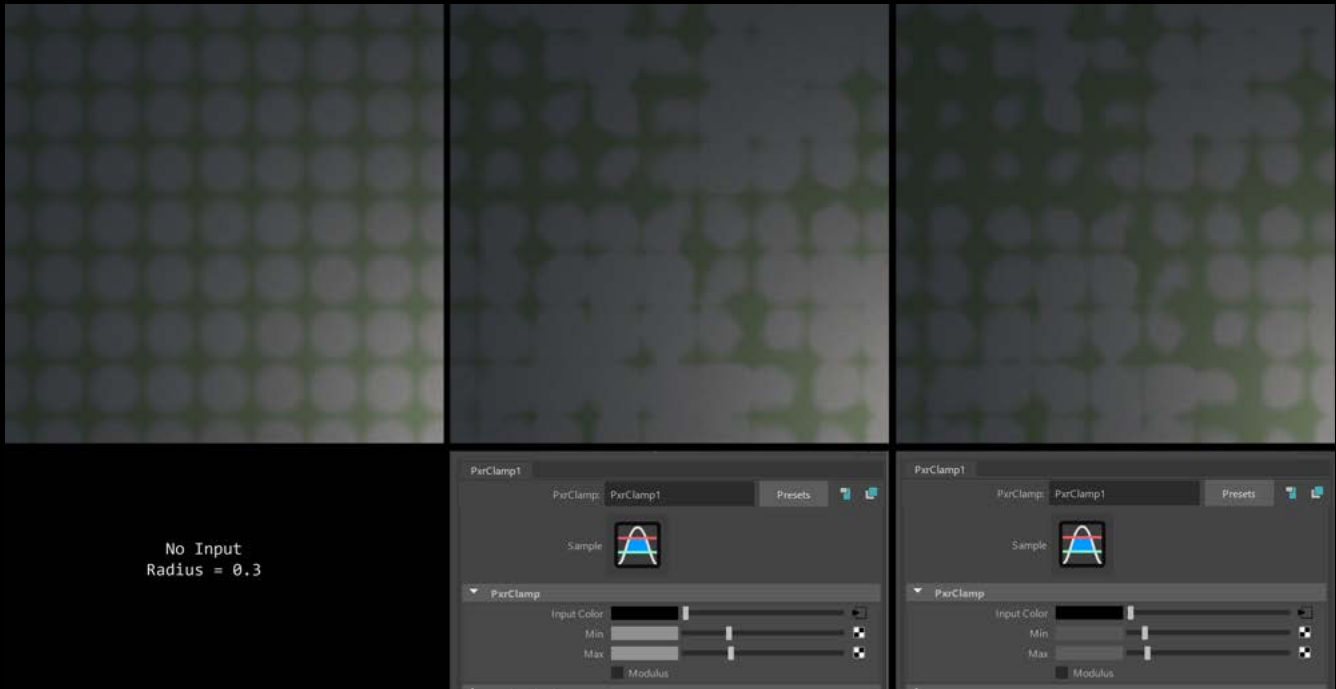 No Input
Radius = 0.3
PxrClamp1
PxrClamp: PxrClamp1 Presets
Sample
PxrClamp
Input Color
Min
Max
Modulus
PxrClamp1
PxrClamp: PxrClamp1 Presets
Sample
PxrClamp
Input Color
Min
Max
Modulus